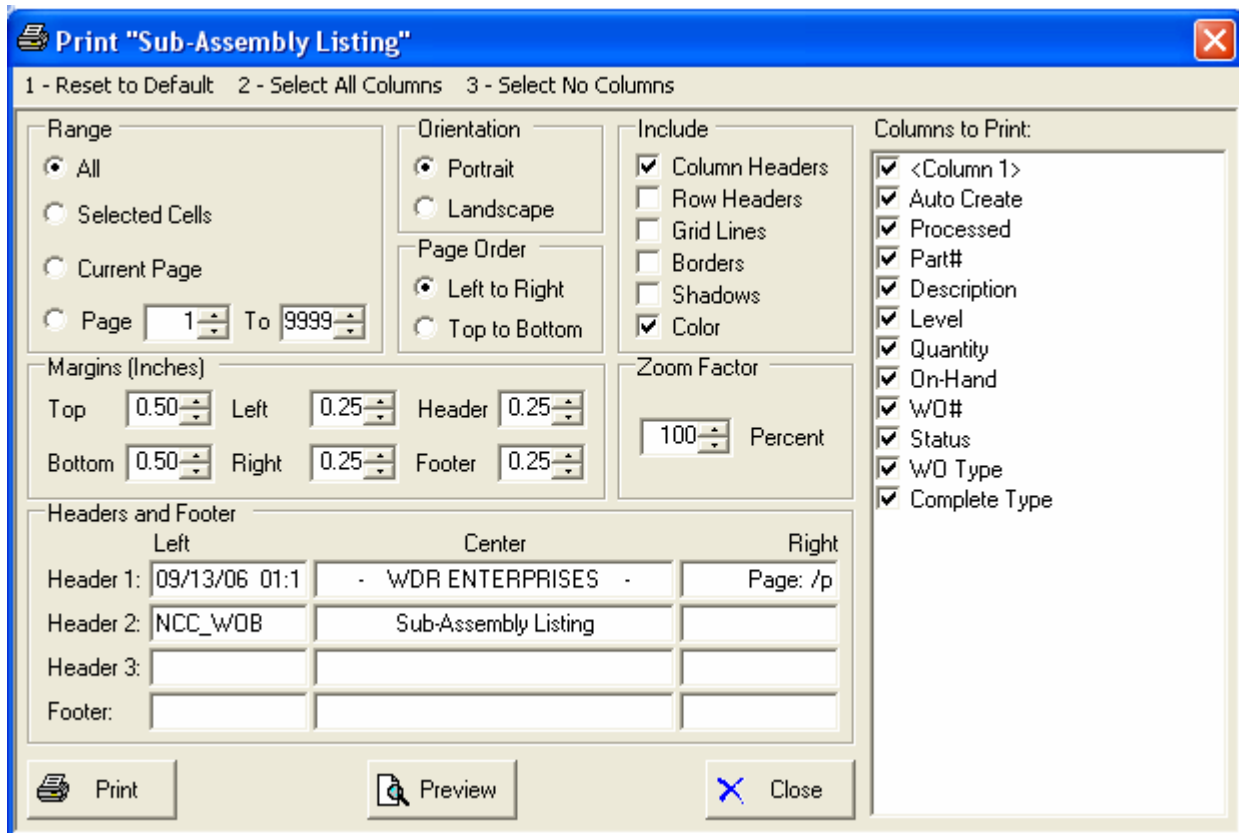 Print "Sub-Assembly Listing"
1 - Reset to Default 2 - Select All Columns 3 - Select No Columns
Range
All
Selected Cells
Current Page
Page 1 To 9999
Orientation
Portrait
Landscape
Page Order
Left to Right
Top to Bottom
Include
Column Headers
Row Headers
Grid Lines
Borders
Shadows
Color
Margins (Inches)
Top 0.50 Left 0.25 Header 0.25
Bottom 0.50 Right 0.25 Footer 0.25
Zoom Factor
100 Percent
Headers and Footer
Left Center Right
Header 1: 09/13/06 01:1 - WDR ENTERPRISES - Page: /p
Header 2: NCC_WOB Sub-Assembly Listing
Header 3:
Footer:
Print Preview Close
Columns to Print:
<Column 1>
Auto Create
Processed
Part#
Description
Level
Quantity
On-Hand
WO#
Status
WO Type
Complete Type